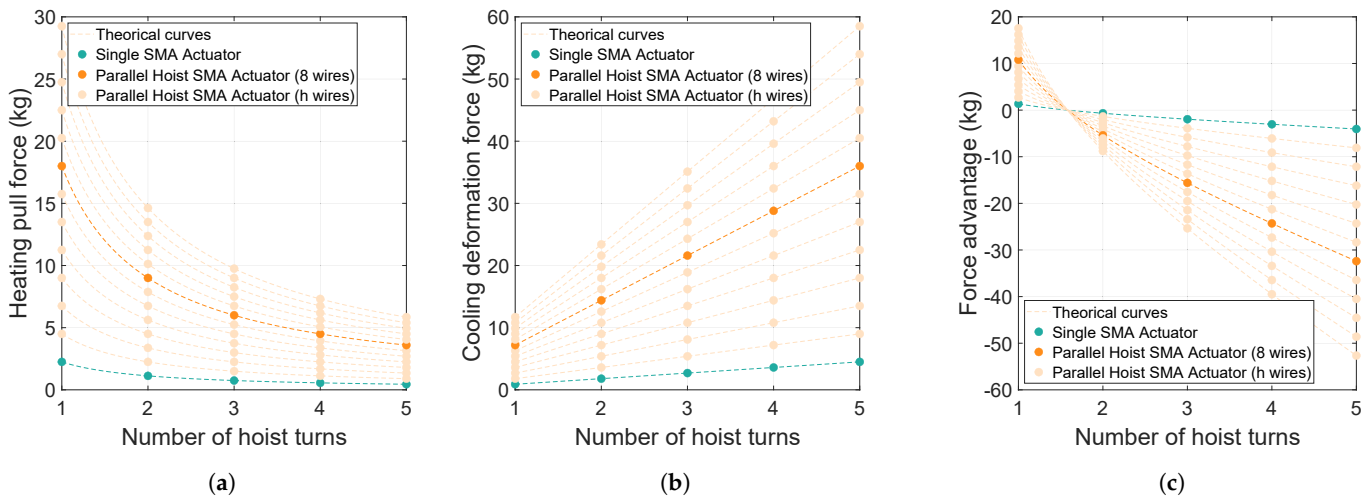 30
25
20
15
10
5
0
Heating pull force (kg)
Theorical curves
Single SMA Actuator
Parallel Hoist SMA Actuator (8 wires)
Parallel Hoist SMA Actuator (h wires)
1 2 3 4 5
Number of hoist turns
(a)
60
50
40
30
20
10
0
Cooling deformation force (kg)
Theorical curves
Single SMA Actuator
Parallel Hoist SMA Actuator (8 wires)
Parallel Hoist SMA Actuator (h wires)
1 2 3 4 5
Number of hoist turns
(b)
20
10
0
-10
-20
-30
-40
-50
-60
Force advantage (kg)
Theorical curves
Single SMA Actuator
Parallel Hoist SMA Actuator (8 wires)
Parallel Hoist SMA Actuator (h wires)
1 2 3 4 5
Number of hoist turns
(c)